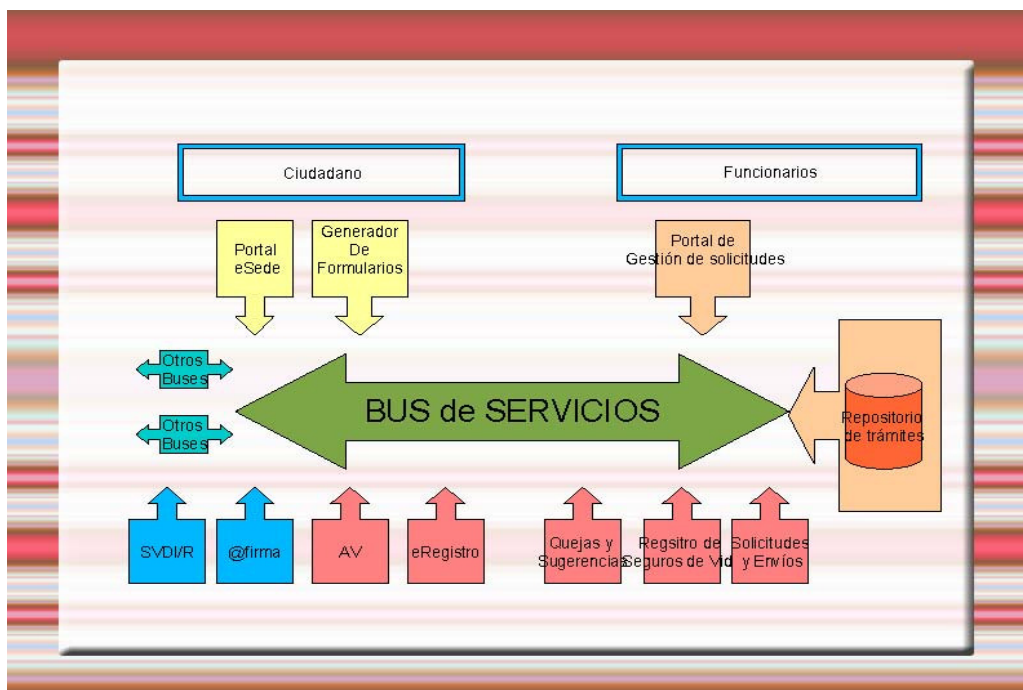 Ciudadano
Funcionarios
Portal
eSede
Generador
De
Formularios
Portal de
Gestión de solicitudes
Otros
Buses
Otros
Buses
BUS de SERVICIOS
Repositorio
de trámites
SVDI/R
@firma
AV
eRegistro
Quejas y
Sugerencias
Regsitro de
Seguros de Vid
Solicitudes
y Envíos